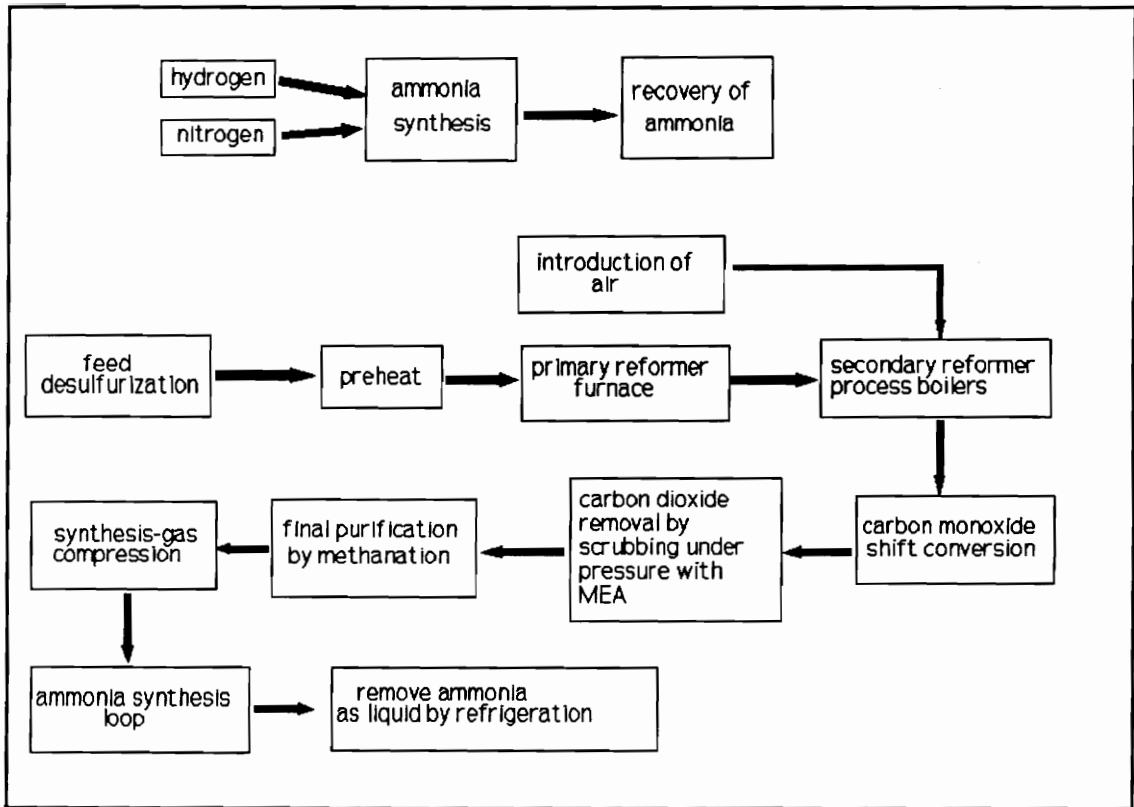 hydrogen
nitrogen
ammonia
synthesis
recovery of
ammonia
introduction of
air
feed
desulfurization
preheat
primary reformer
furnace
secondary reformer
process boilers
synthesis-gas
compression
final purification
by methanation
carbon dioxide
removal by
scrubbing under
pressure with
MEA
carbon monoxide
shift conversion
ammonia synthesis
loop
remove ammonia
as liquid by refrigeration